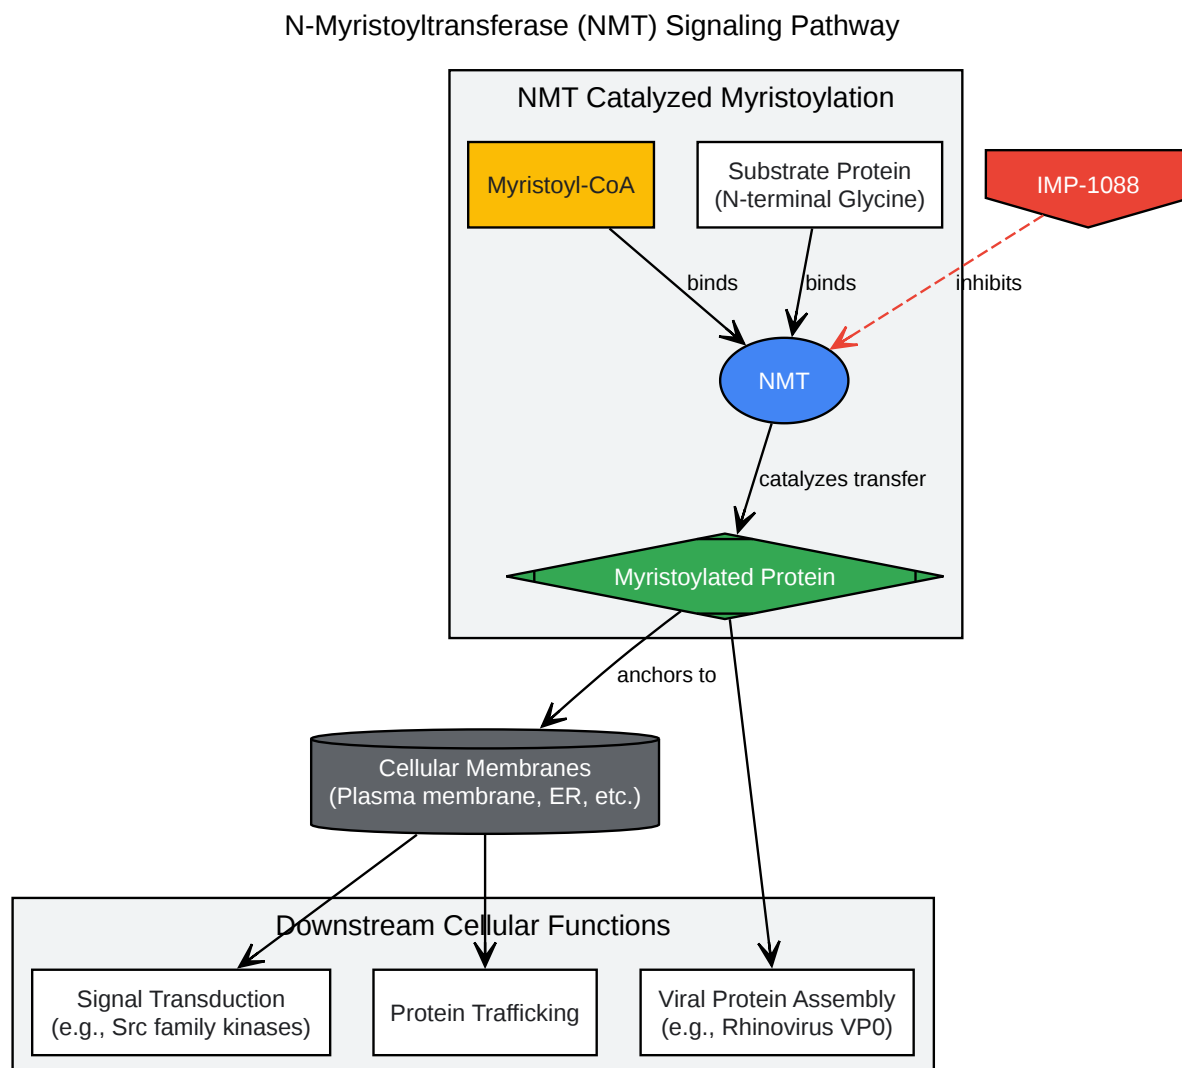 N-Myristoyltransferase (NMT) Signaling Pathway
NMT Catalyzed Myristoylation
Myristoyl-CoA
Substrate Protein
(N-terminal Glycine)
IMP-1088
binds
binds
inhibits
NMT
catalyzes transfer
Myristoylated Protein
anchors to
Cellular Membranes
(Plasma membrane, ER, etc.)
Downstream Cellular Functions
Signal Transduction
(e.g., Src family kinases)
Protein Trafficking
Viral Protein Assembly
(e.g., Rhinovirus VP0)